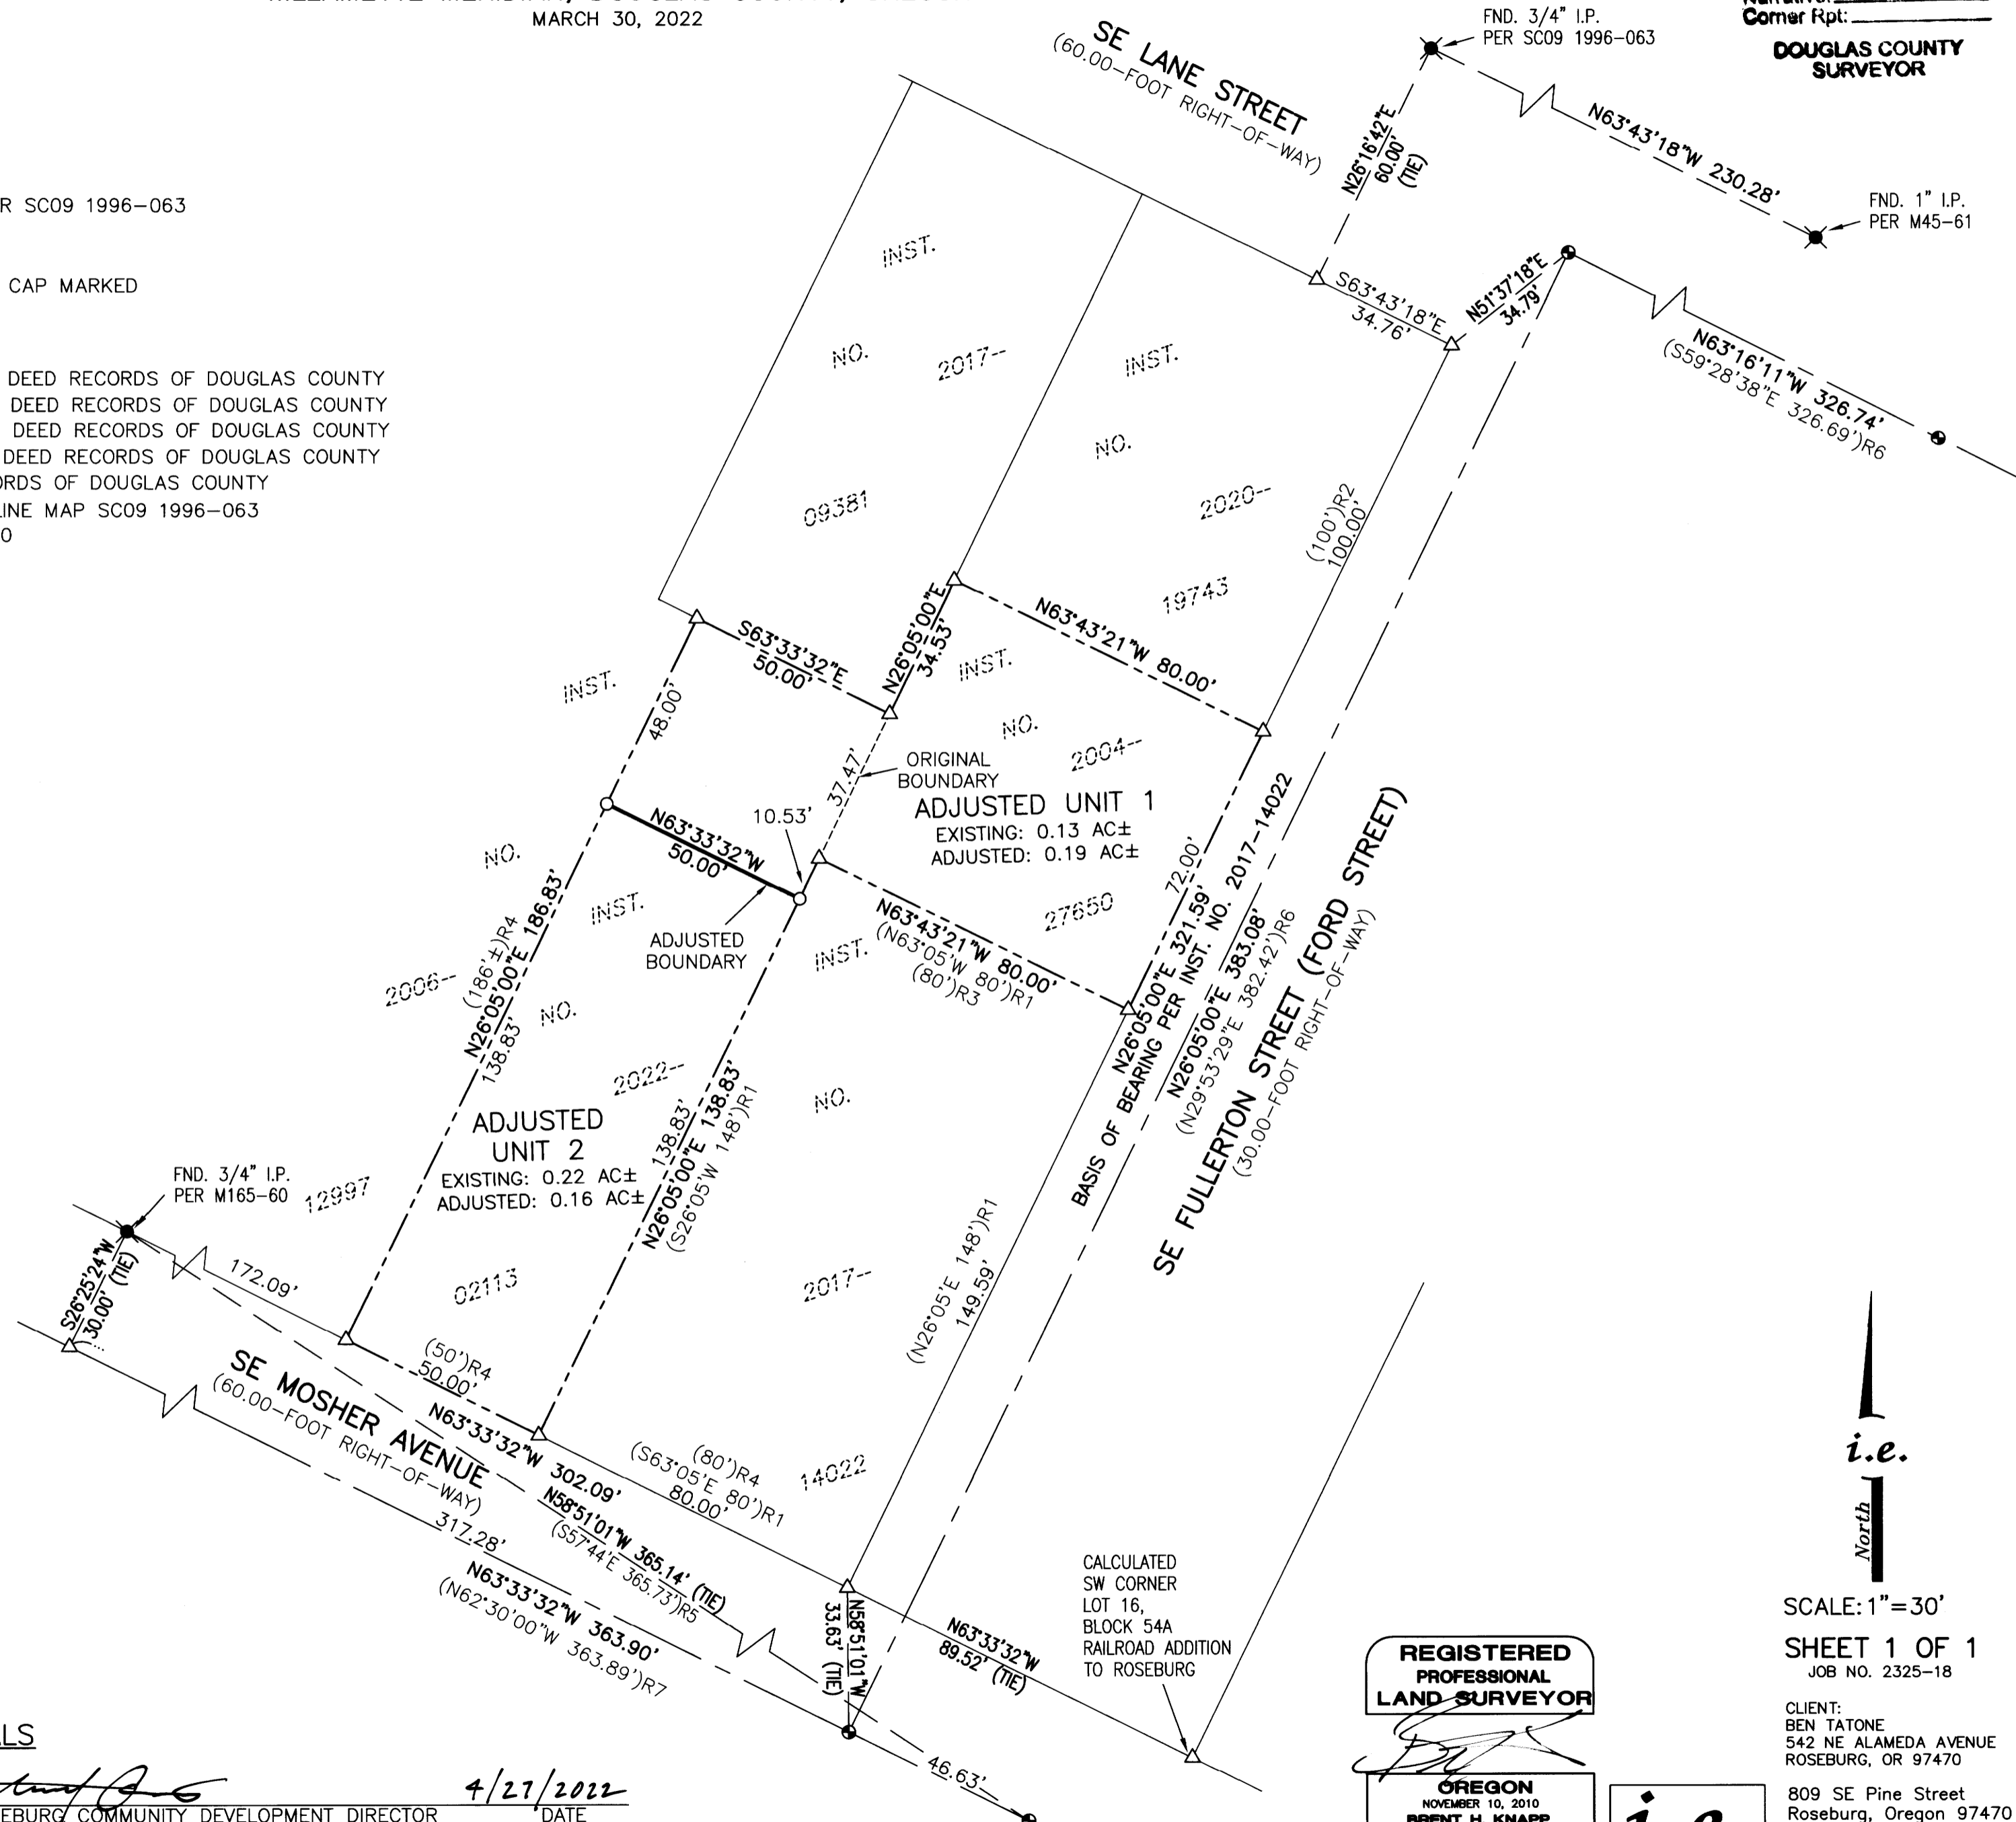 MARCH 30, 2022
Corner Rpt:
DOUGLAS COUNTY
SURVEYOR
FND. 3/4" I.P.
PER SC09 1996-063
SE LANE STREET
(60.00-FOOT RIGHT-OF-WAY)
N26°16'42"E
60.00'
(TIE)
N63°43'18"W 230.28'
FND. 1" I.P.
PER M45-61
R SC09 1996-063
CAP MARKED
DEED RECORDS OF DOUGLAS COUNTY
DEED RECORDS OF DOUGLAS COUNTY
DEED RECORDS OF DOUGLAS COUNTY
DEED RECORDS OF DOUGLAS COUNTY
ORDS OF DOUGLAS COUNTY
LINE MAP SC09 1996-063
0
S63°43'18"E
34.76'
N51°37'18"E
34.79'
N63°16'11"W 326.74'
(S59°28'38"E 326.69')R6
INST.
NO.
2017-
09381
INST.
NO.
2020-
19743
(100')R2
100.00'
S63°33'32"E
50.00'
N26°05'00"E
34.53'
N63°43'21"W 80.00'
48.00'
37.47'
ORIGINAL
BOUNDARY
INST.
NO.
2004-
27650
ADJUSTED UNIT 1
EXISTING: 0.13 AC±
ADJUSTED: 0.19 AC±
72.00'
N63°33'32"W
50.00'
10.53'
ADJUSTED
BOUNDARY
N63°43'21"W 80.00'
(N63°05'W 80')R1
(80')R3
INST.
NO.
2006-
12997
(186'±)R4
N26°05'00"E 186.83'
138.83'
INST.
NO.
2022-
02113
ADJUSTED
UNIT 2
EXISTING: 0.22 AC±
ADJUSTED: 0.16 AC±
138.83'
N26°05'00"E 138.83'
(S26°05'W 148')R1
INST.
NO.
2017-
14022
N26°05'00"E 321.59'
BASIS OF BEARING PER INST. NO. 2017-14022
N26°05'00"E 383.08'
(N29°53'29"E 382.42')R6
SE FULLERTON STREET (FORD STREET)
(30.00-FOOT RIGHT-OF-WAY)
(N26°05'E 148')R1
149.59'
FND. 3/4" I.P.
PER M165-60
S26°25'24"W
30.00' (TIE)
172.09'
(50')R4
50.00'
SE MOSHER AVENUE
(60.00-FOOT RIGHT-OF-WAY)
N63°33'32"W 302.09'
(80')R4
(S63°05'E 80')R1
80.00'
N58°51'01"W 365.14' (TIE)
(S57°44'E 365.73')R5
317.28'
N63°33'32"W 363.90'
(N62°30'00"W 363.89')R7
N58°51'01"W
33.63' (TIE)
N63°33'32"W
89.52' (TIE)
46.63'
CALCULATED
SW CORNER
LOT 16,
BLOCK 54A
RAILROAD ADDITION
TO ROSEBURG
i.e.
North
SCALE: 1"=30'
SHEET 1 OF 1
JOB NO. 2325-18
CLIENT:
BEN TATONE
542 NE ALAMEDA AVENUE
ROSEBURG, OR 97470
809 SE Pine Street
Roseburg, Oregon 97470
REGISTERED
PROFESSIONAL
LAND SURVEYOR
OREGON
NOVEMBER 10, 2010
BRENT H. KNAPP
i.e.
LS
4/27/2022
EBURG COMMUNITY DEVELOPMENT DIRECTOR DATE